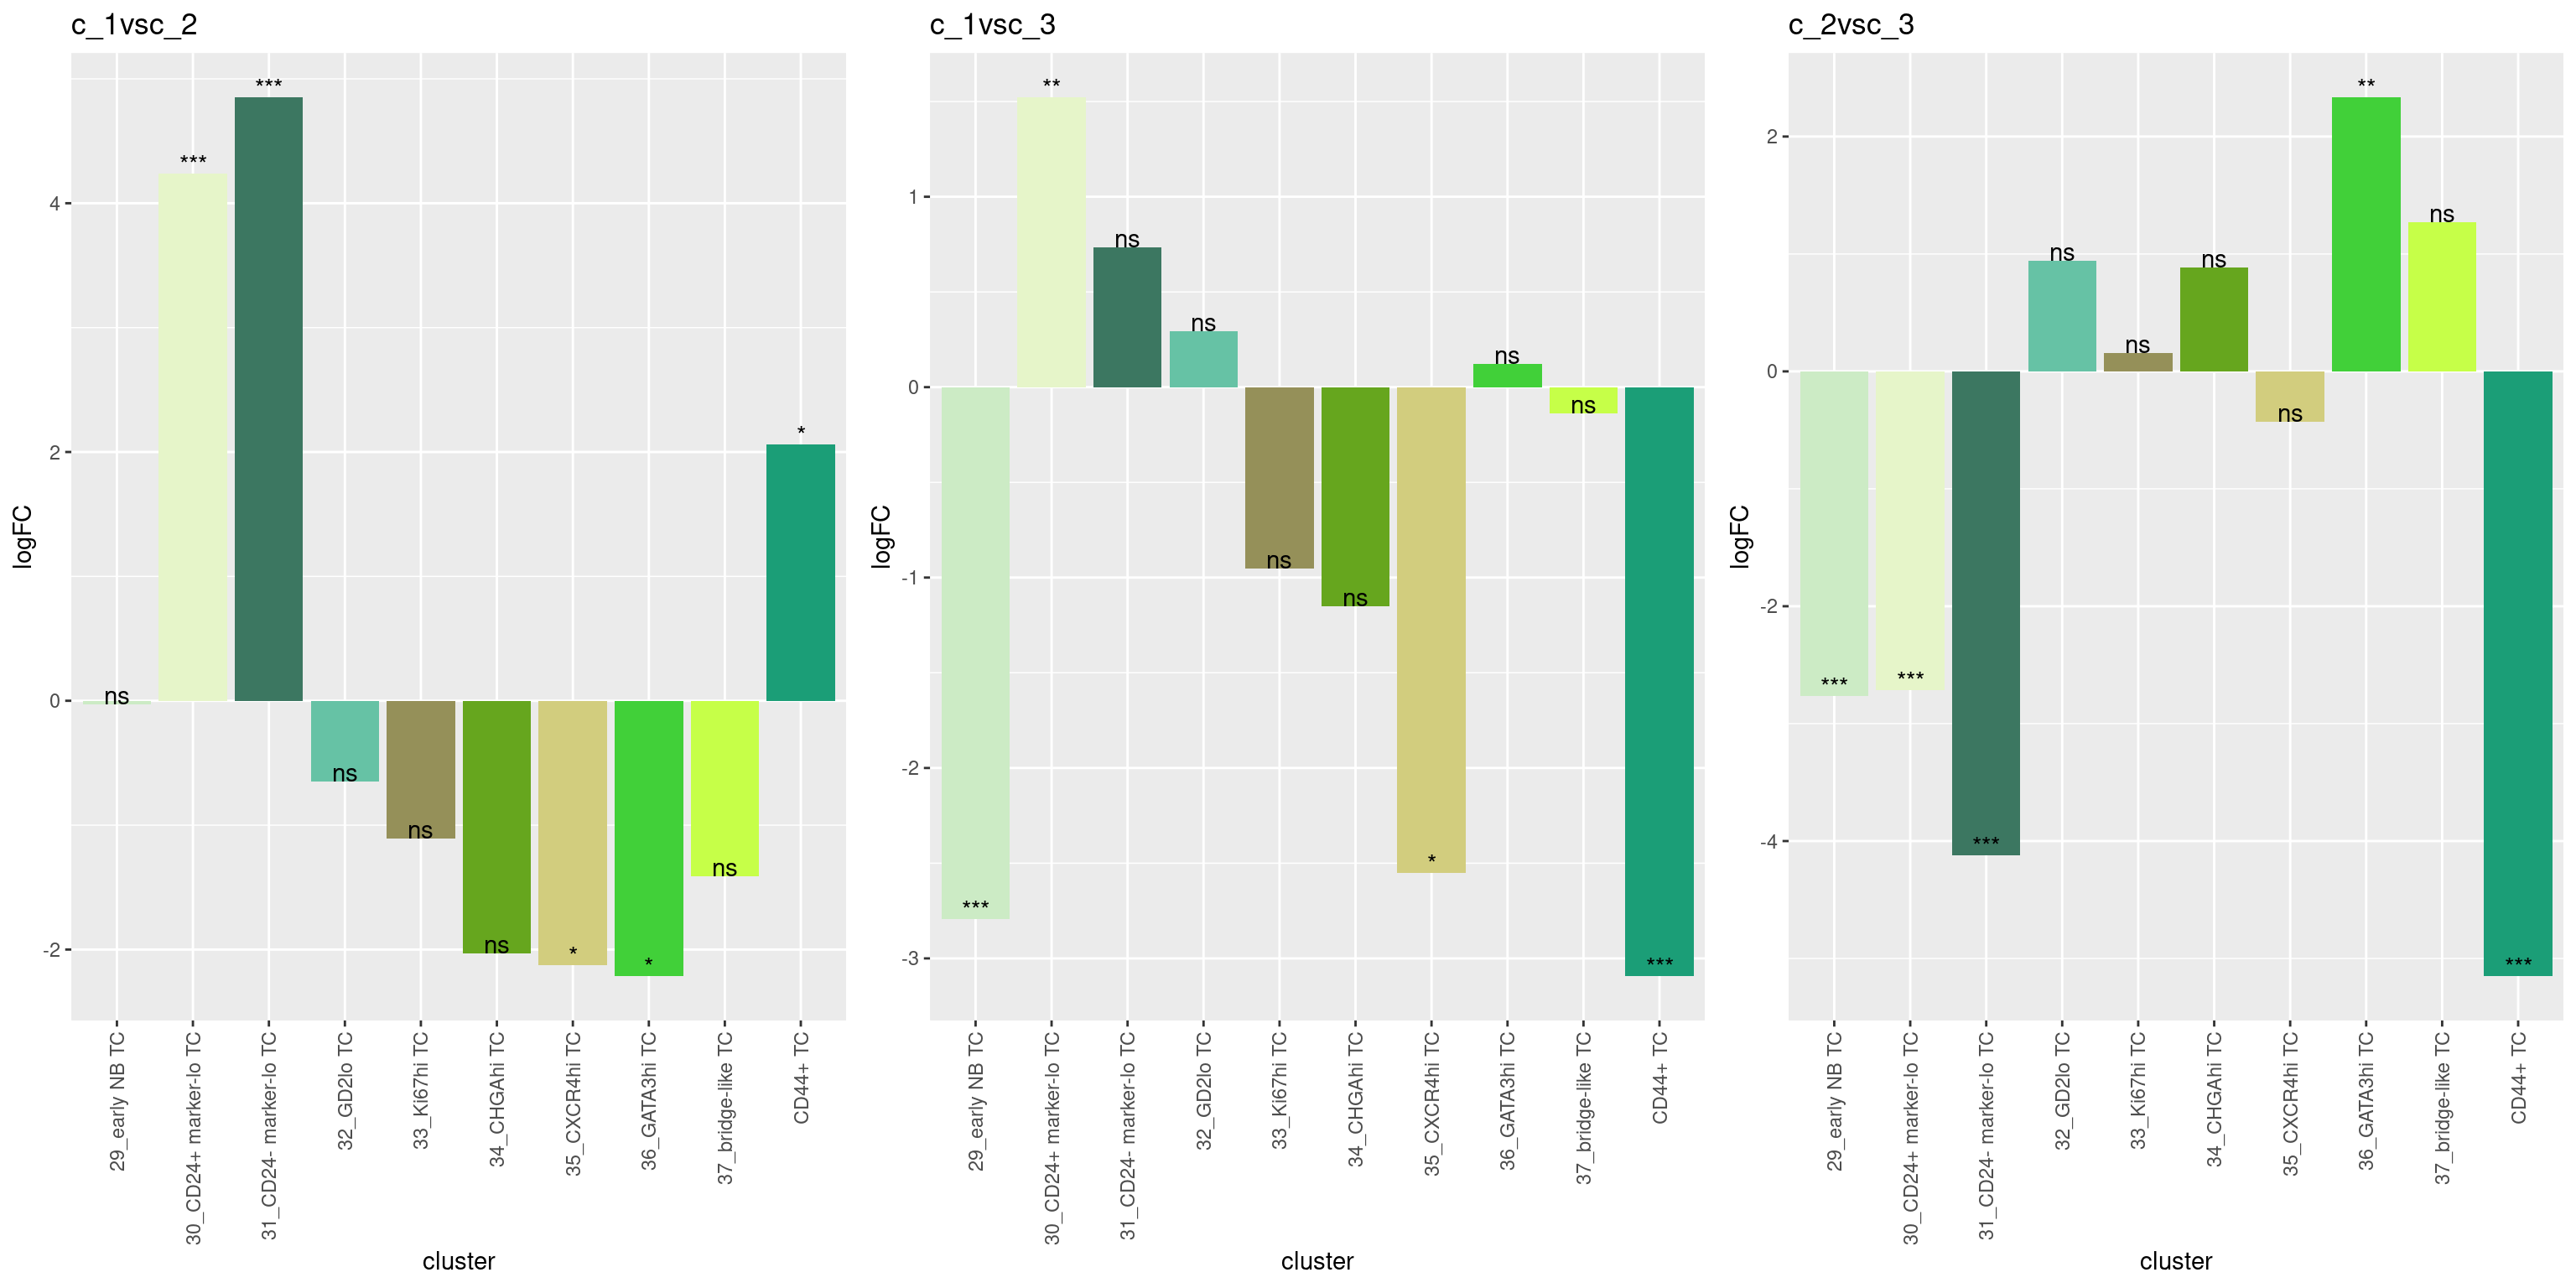 c_1vsc_2
logFC
4
2
0
-2
ns
***
***
ns
ns
ns
*
*
ns
*
29_early NB TC
30_CD24+ marker-lo TC
31_CD24- marker-lo TC
32_GD2lo TC
33_Ki67hi TC
34_CHGAhi TC
35_CXCR4hi TC
36_GATA3hi TC
37_bridge-like TC
CD44+ TC
cluster
c_1vsc_3
logFC
1
0
-1
-2
-3
***
**
ns
ns
ns
ns
*
ns
ns
***
29_early NB TC
30_CD24+ marker-lo TC
31_CD24- marker-lo TC
32_GD2lo TC
33_Ki67hi TC
34_CHGAhi TC
35_CXCR4hi TC
36_GATA3hi TC
37_bridge-like TC
CD44+ TC
cluster
c_2vsc_3
logFC
2
0
-2
-4
***
***
***
ns
ns
ns
ns
**
ns
***
29_early NB TC
30_CD24+ marker-lo TC
31_CD24- marker-lo TC
32_GD2lo TC
33_Ki67hi TC
34_CHGAhi TC
35_CXCR4hi TC
36_GATA3hi TC
37_bridge-like TC
CD44+ TC
cluster